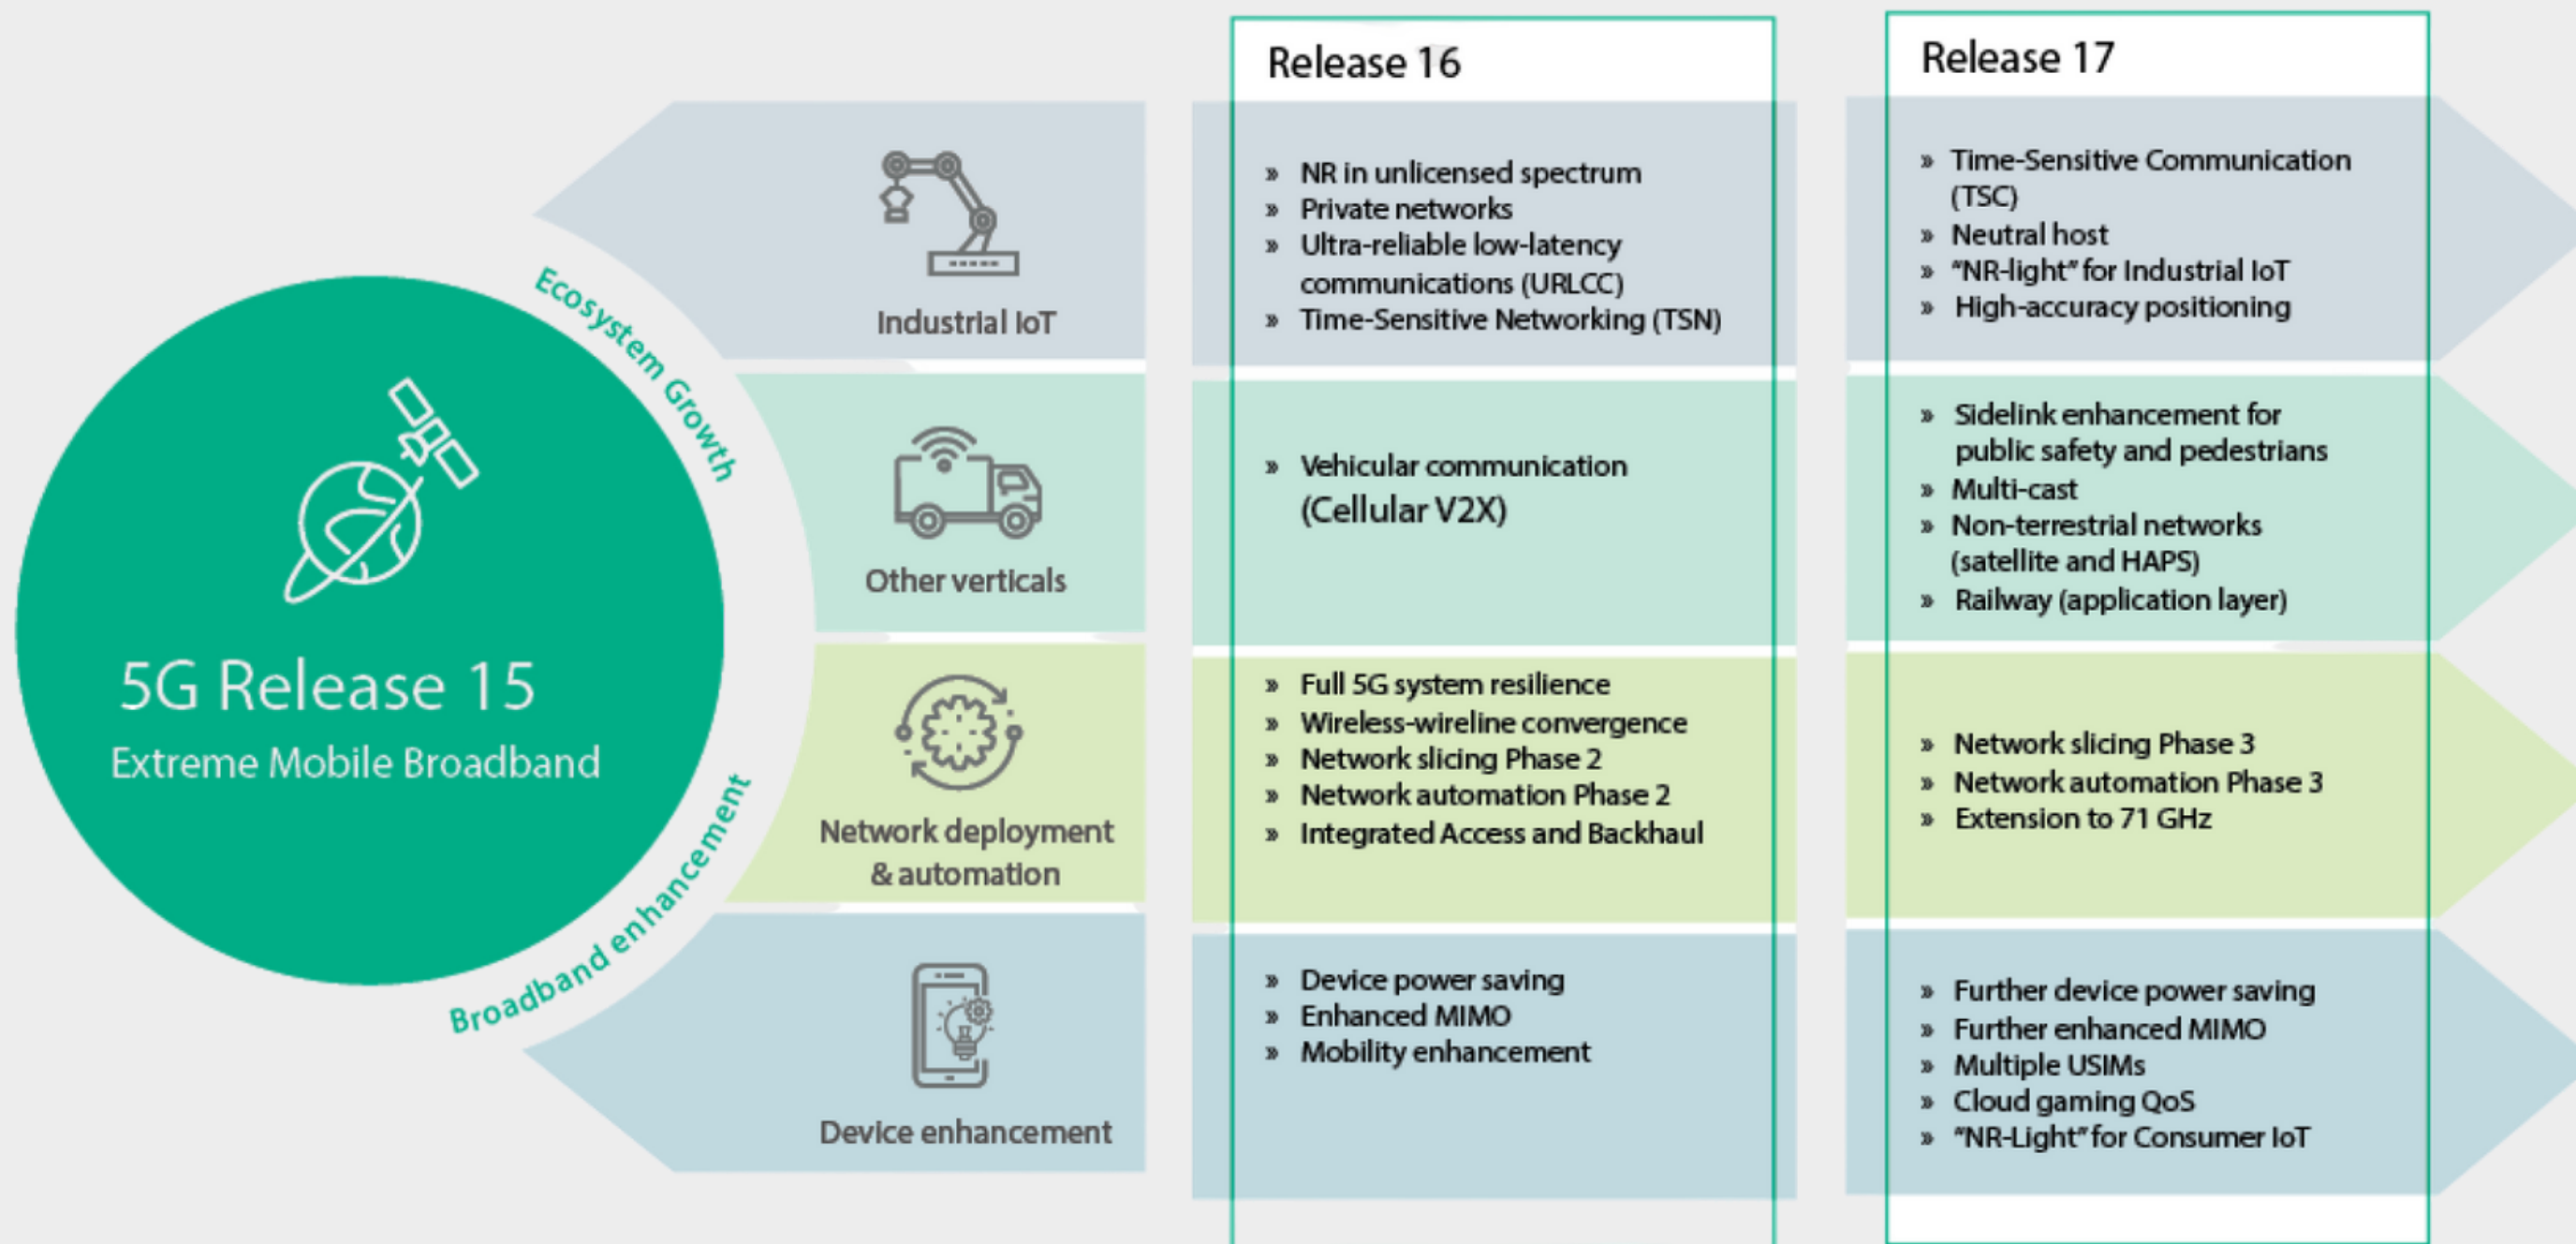 5G Release 15
Extreme Mobile Broadband
Ecosystem Growth
Broadband enhancement
Industrial IoT
Other verticals
Network deployment
& automation
Device enhancement
Release 16
» NR in unlicensed spectrum
» Private networks
» Ultra-reliable low-latency
communications (URLCC)
» Time-Sensitive Networking (TSN)
» Vehicular communication
(Cellular V2X)
» Full 5G system resilience
» Wireless-wireline convergence
» Network slicing Phase 2
» Network automation Phase 2
» Integrated Access and Backhaul
» Device power saving
» Enhanced MIMO
» Mobility enhancement
Release 17
» Time-Sensitive Communication
(TSC)
» Neutral host
» “NR-light” for Industrial IoT
» High-accuracy positioning
» Sidelink enhancement for
public safety and pedestrians
» Multi-cast
» Non-terrestrial networks
(satellite and HAPS)
» Railway (application layer)
» Network slicing Phase 3
» Network automation Phase 3
» Extension to 71 GHz
» Further device power saving
» Further enhanced MIMO
» Multiple USIMs
» Cloud gaming QoS
» “NR-Light” for Consumer IoT